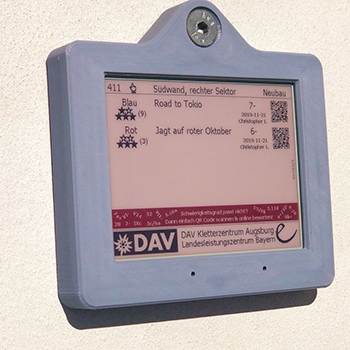 411 Südwand, rechter Sektor Neubau
Blau Road to Tokio 7-
(9) 2019-11-21
Christopher L
Rot Jagt auf roter Oktober 6-
(3) 2019-11-21
Christopher L
Schwierigkeitsgrad passt nicht?
Dann einfach QR Code scannen & online bewerten!
DAV DAV Kletterzentrum Augsburg
Landesleistungszentrum Bayern